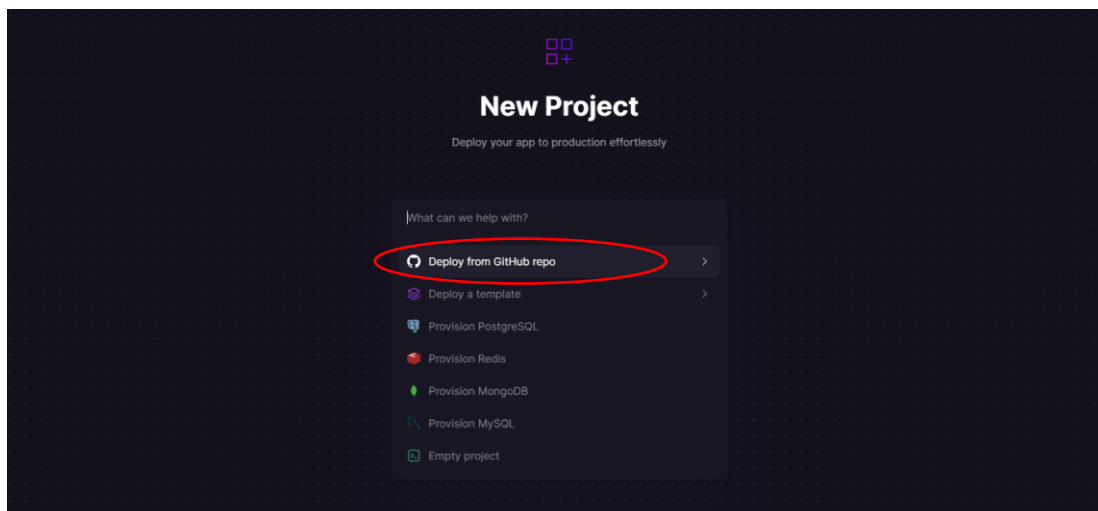 New Project
Deploy your app to production effortlessly
What can we help with?
Deploy from GitHub repo
Deploy a template
Provision PostgreSQL
Provision Redis
Provision MongoDB
Provision MySQL
Empty project